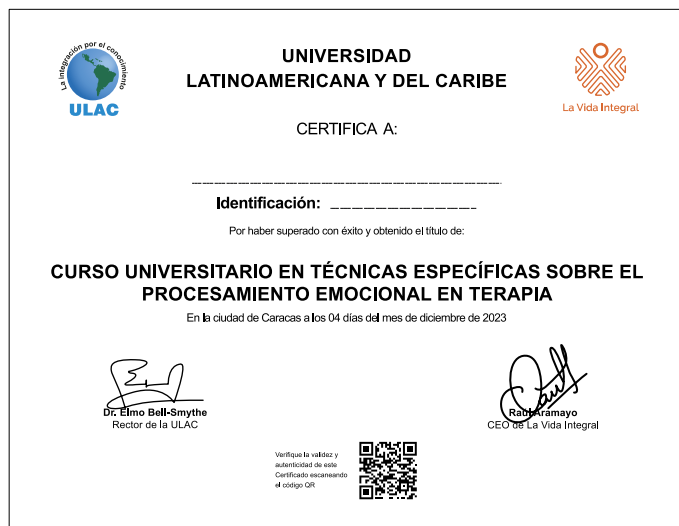 La integración por el conocimiento
ULAC
UNIVERSIDAD
LATINOAMERICANA Y DEL CARIBE
La Vida Integral
CERTIFICA A:
Identificación:
Por haber superado con éxito y obtenido el título de:
CURSO UNIVERSITARIO EN TÉCNICAS ESPECÍFICAS SOBRE EL
PROCESAMIENTO EMOCIONAL EN TERAPIA
En la ciudad de Caracas a los 04 días del mes de diciembre de 2023
Dr. Elmo Bell-Smythe
Rector de la ULAC
Raúl Aramayo
CEO de La Vida Integral
Verifique la validez y
autenticidad de este
Certificado escaneando
el código QR